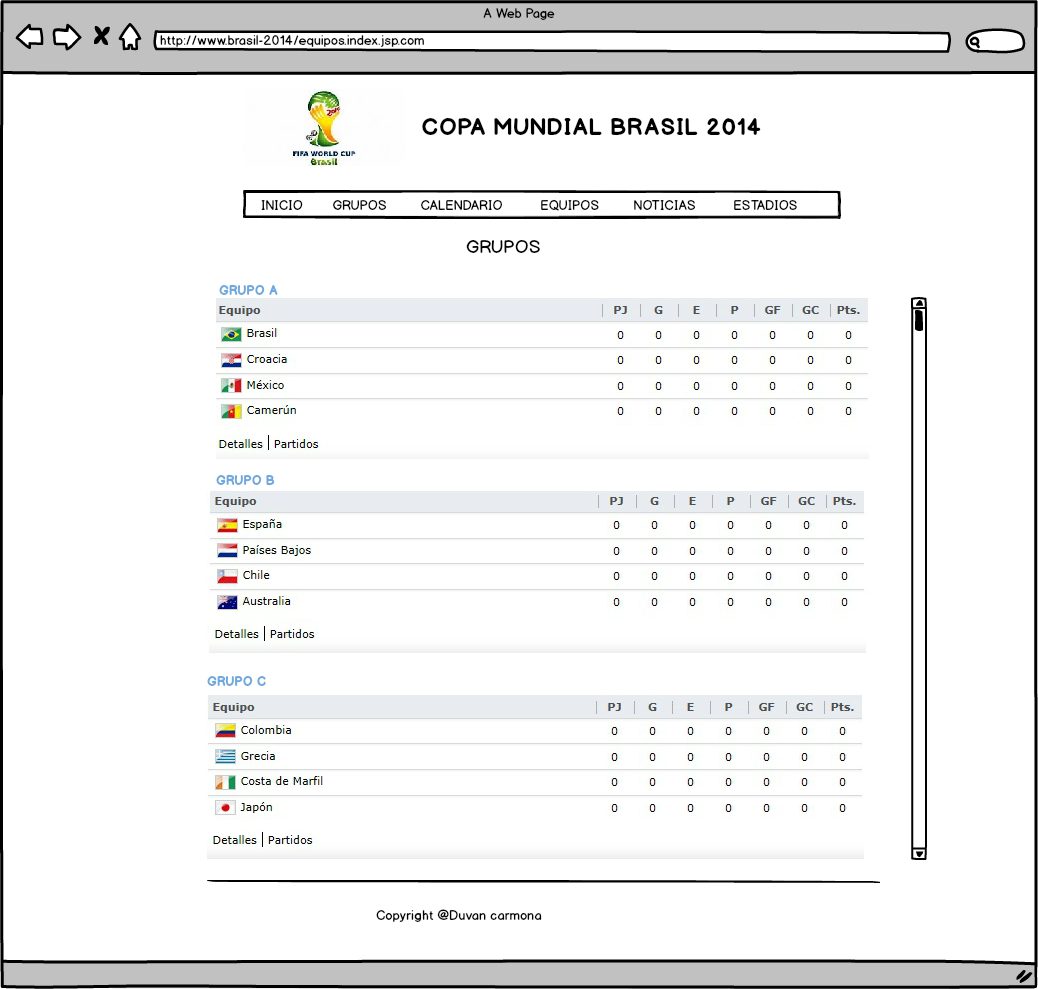 A Web Page
http://www.brasil-2014/equipos.index.jsp.com
FIFA WORLD CUP
Brasil
COPA MUNDIAL BRASIL 2014
INICIO GRUPOS CALENDARIO EQUIPOS NOTICIAS ESTADIOS
GRUPOS
GRUPO A
Equipo PJ G E P GF GC Pts.
Brasil 0 0 0 0 0 0 0
Croacia 0 0 0 0 0 0 0
México 0 0 0 0 0 0 0
Camerún 0 0 0 0 0 0 0
Detalles | Partidos
GRUPO B
Equipo PJ G E P GF GC Pts.
España 0 0 0 0 0 0 0
Países Bajos 0 0 0 0 0 0 0
Chile 0 0 0 0 0 0 0
Australia 0 0 0 0 0 0 0
Detalles | Partidos
GRUPO C
Equipo PJ G E P GF GC Pts.
Colombia 0 0 0 0 0 0 0
Grecia 0 0 0 0 0 0 0
Costa de Marfil 0 0 0 0 0 0 0
Japón 0 0 0 0 0 0 0
Detalles | Partidos
Copyright @Duvan carmona